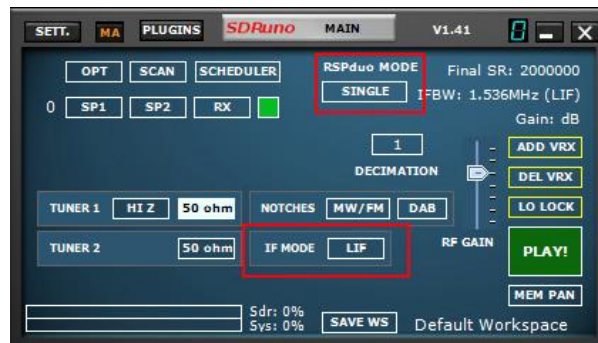 SETT. MA PLUGINS SDRuno MAIN V1.41
OPT SCAN SCHEDULER RSPduo MODE Final SR: 2000000
SINGLE IFBW: 1.536MHz (LIF)
0 SP1 SP2 RX Gain: dB
1 ADD VRX
DECIMATION DEL VRX
TUNER 1 HI Z 50 ohm NOTCHES MW/FM DAB LO LOCK
TUNER 2 50 ohm IF MODE LIF RF GAIN PLAY!
MEM PAN
Sdr: 0%
Sys: 0% SAVE WS Default Workspace